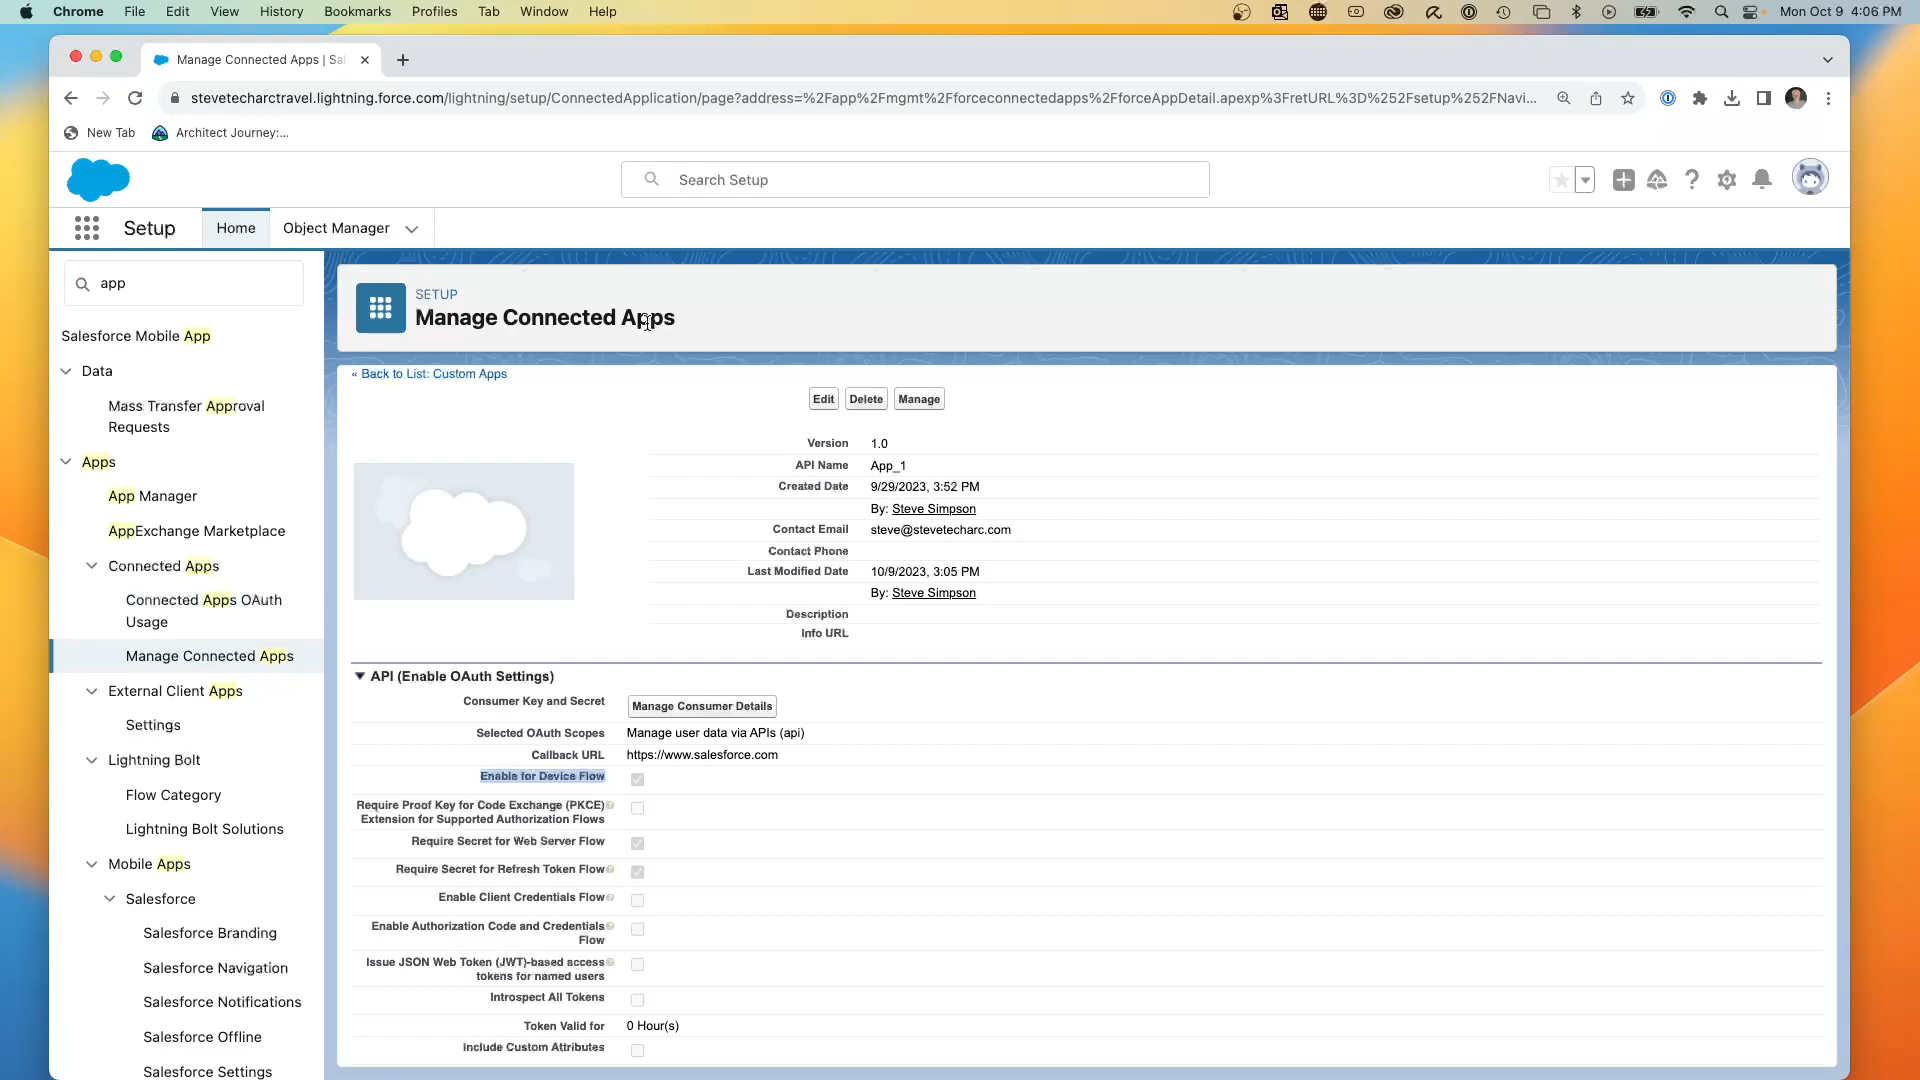 Chrome File Edit View History Bookmarks Profiles Tab Window Help Mon Oct 9 4:06 PM
Manage Connected Apps | Sal
stevetecharctravel.lightning.force.com/lightning/setup/ConnectedApplication/page?address=%2Fapp%2Fmgmt%2Fforceconnectedapps%2FforceAppDetail.apexp%3FretURL%3D%252Fsetup%252FNavi...
New Tab Architect Journey:...
Search Setup
Setup Home Object Manager
app
Salesforce Mobile App
Data
Mass Transfer Approval
Requests
Apps
App Manager
AppExchange Marketplace
Connected Apps
Connected Apps OAuth
Usage
Manage Connected Apps
External Client Apps
Settings
Lightning Bolt
Flow Category
Lightning Bolt Solutions
Mobile Apps
Salesforce
Salesforce Branding
Salesforce Navigation
Salesforce Notifications
Salesforce Offline
Salesforce Settings
SETUP
Manage Connected Apps
« Back to List: Custom Apps
Edit Delete Manage
Version 1.0
API Name App_1
Created Date 9/29/2023, 3:52 PM
By: Steve Simpson
Contact Email steve@stevetecharc.com
Contact Phone
Last Modified Date 10/9/2023, 3:05 PM
By: Steve Simpson
Description
Info URL
API (Enable OAuth Settings)
Consumer Key and Secret Manage Consumer Details
Selected OAuth Scopes Manage user data via APIs (api)
Callback URL https://www.salesforce.com
Enable for Device Flow
Require Proof Key for Code Exchange (PKCE)
Extension for Supported Authorization Flows
Require Secret for Web Server Flow
Require Secret for Refresh Token Flow
Enable Client Credentials Flow
Enable Authorization Code and Credentials
Flow
Issue JSON Web Token (JWT)-based access
tokens for named users
Introspect All Tokens
Token Valid for 0 Hour(s)
Include Custom Attributes